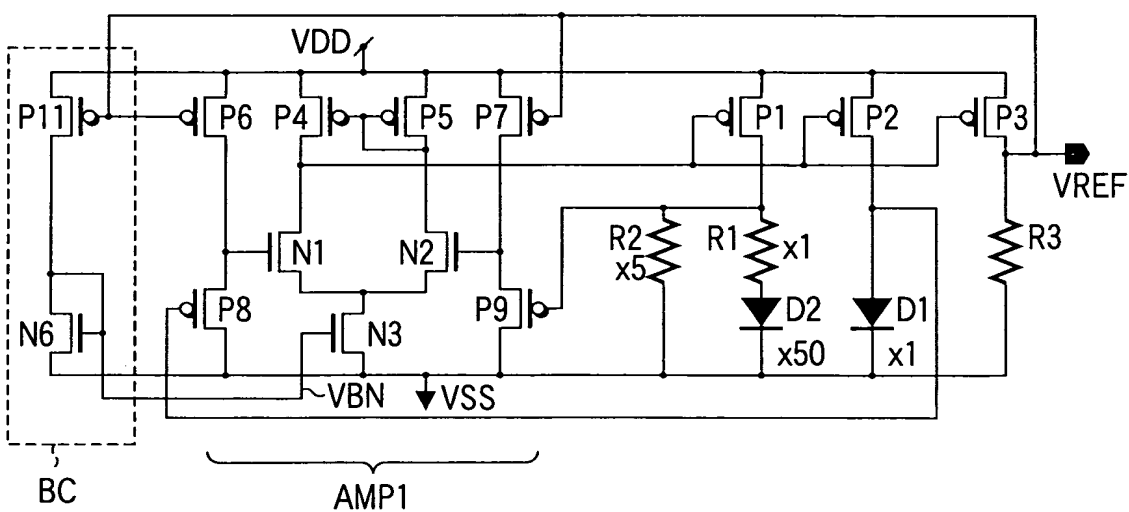 VDD
P11
P6
P4
P5
P7
P1
P2
P3
VREF
N1
N2
R2
x5
R1
x1
R3
N6
P8
N3
P9
D2
x50
D1
x1
VBN
VSS
BC
AMP1